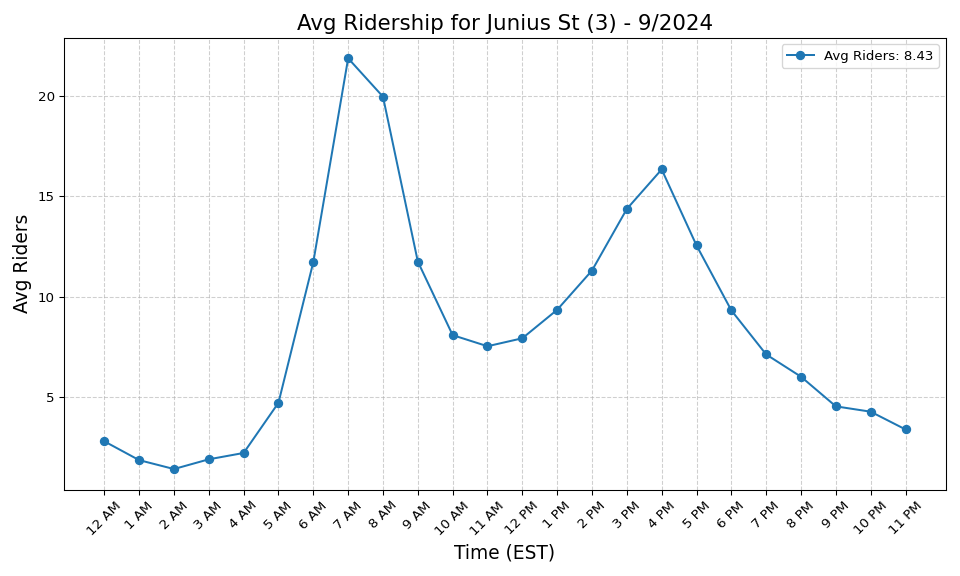 Avg Ridership for Junius St (3) - 9/2024
Avg Riders: 8.43
Avg Riders
20
15
10
5
12 AM 1 AM 2 AM 3 AM 4 AM 5 AM 6 AM 7 AM 8 AM 9 AM 10 AM 11 AM 12 PM 1 PM 2 PM 3 PM 4 PM 5 PM 6 PM 7 PM 8 PM 9 PM 10 PM 11 PM
Time (EST)